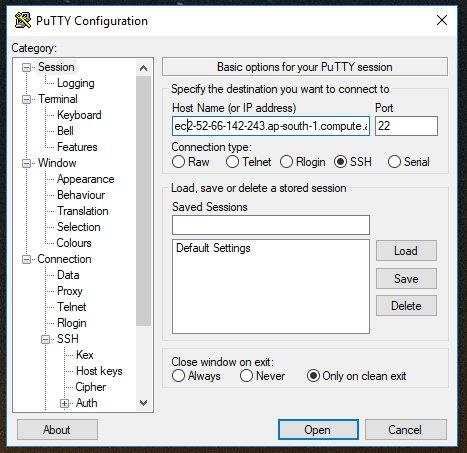 PuTTY Configuration
Category:
Session
Logging
Terminal
Keyboard
Bell
Features
Window
Appearance
Behaviour
Translation
Selection
Colours
Connection
Data
Proxy
Telnet
Rlogin
SSH
Kex
Host keys
Cipher
Auth
Basic options for your PuTTY session
Specify the destination you want to connect to
Host Name (or IP address) Port
ec2-52-66-142-243.ap-south-1.compute.a 22
Connection type:
Raw Telnet Rlogin SSH Serial
Load, save or delete a stored session
Saved Sessions
Default Settings
Load
Save
Delete
Close window on exit:
Always Never Only on clean exit
About Open Cancel